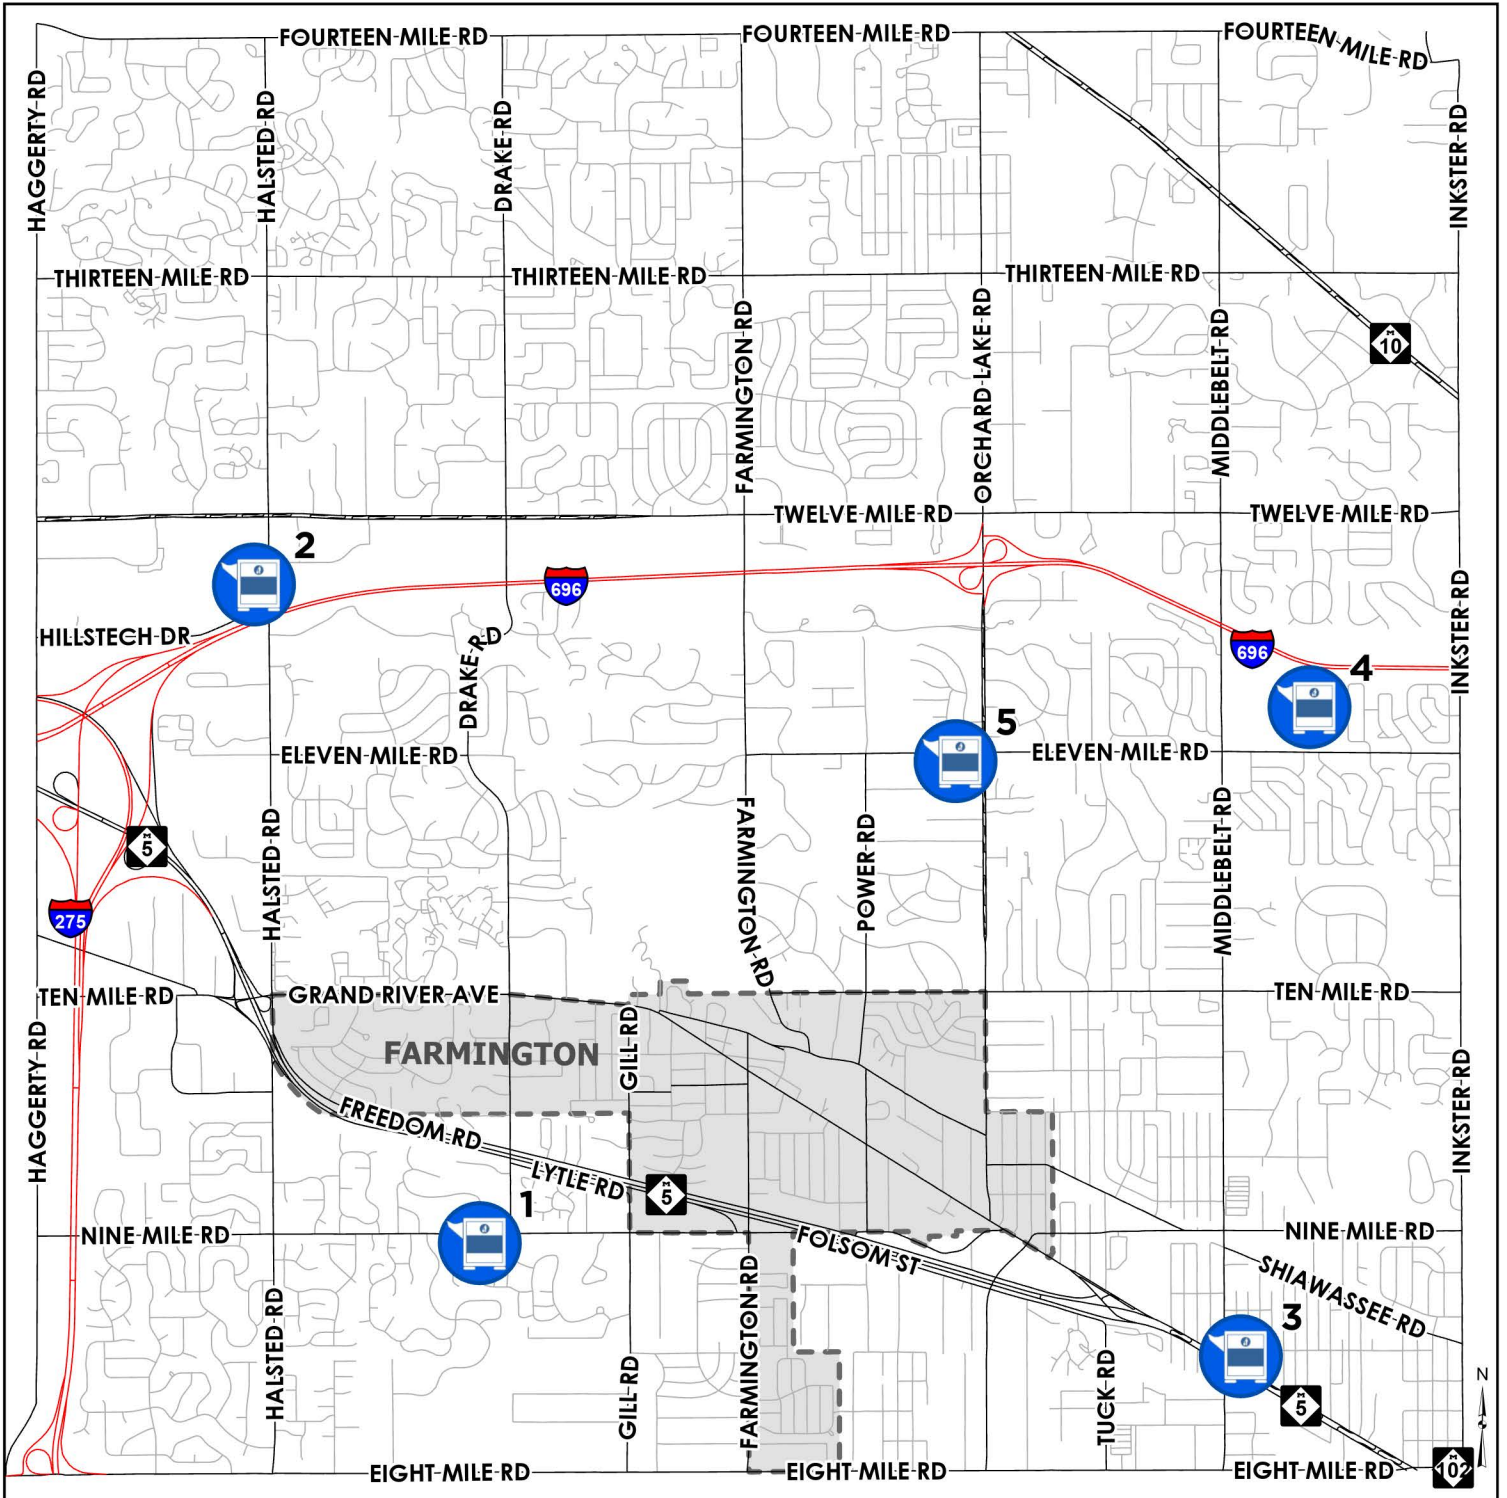 FOURTEEN MILE RD
FOURTEEN MILE RD
FOURTEEN MILE RD
HAGGERTY RD
HALSTED RD
DRAKE RD
INKSTER RD
THIRTEEN MILE RD
THIRTEEN MILE RD
THIRTEEN MILE RD
FARMINGTON RD
ORCHARD LAKE RD
MIDDLEBELT RD
M
10
TWELVE MILE RD
TWELVE MILE RD
2
696
HILLSTECH DR
DRAKE RD
696
INKSTER RD
4
5
ELEVEN MILE RD
ELEVEN MILE RD
M
5
HALSTED RD
FARMINGTON RD
POWER RD
MIDDLEBELT RD
275
TEN MILE RD
GRAND RIVER AVE
TEN MILE RD
HAGGERTY RD
FARMINGTON
GILL RD
INKSTER RD
FREEDOM RD
LYTLE RD
M
5
1
NINE MILE RD
FOLSOM ST
NINE MILE RD
SHIAWASSEE RD
HALSTED RD
GILL RD
FARMINGTON RD
TUCK RD
3
M
5
N
EIGHT MILE RD
EIGHT MILE RD
EIGHT MILE RD
M
102